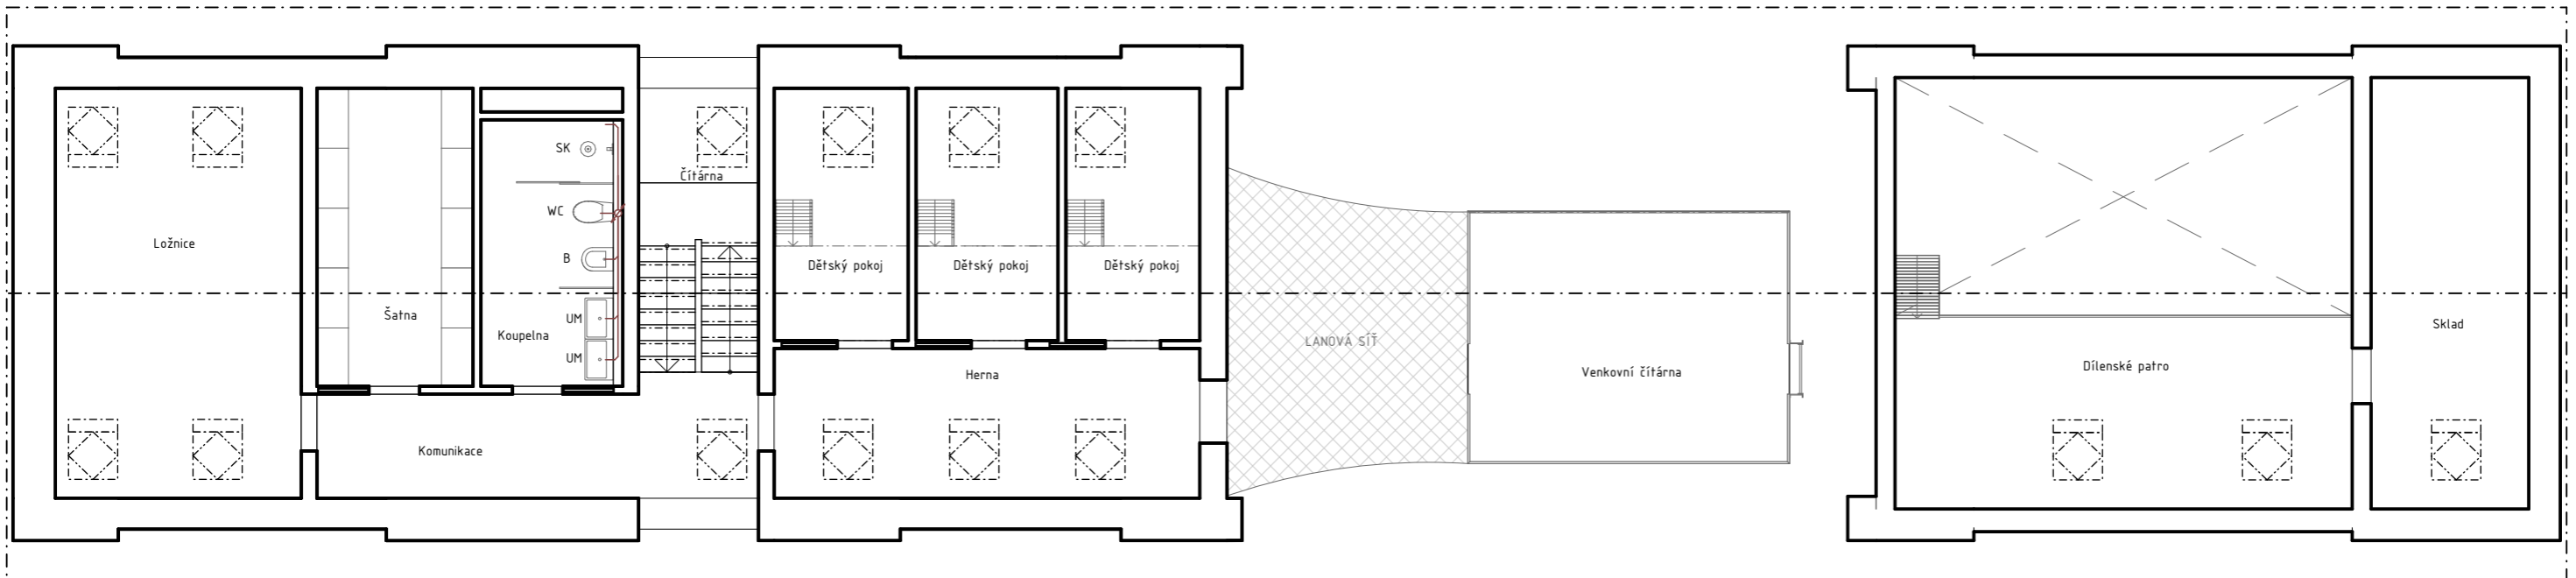 SK
Čítárna
WC
Ložnice
B
Dětský pokoj
Dětský pokoj
Dětský pokoj
Šatna
UM
Koupelna
UM
LANOVÁ SÍŤ
Sklad
Herna
Venkovní čítárna
Dílenské patro
Komunikace